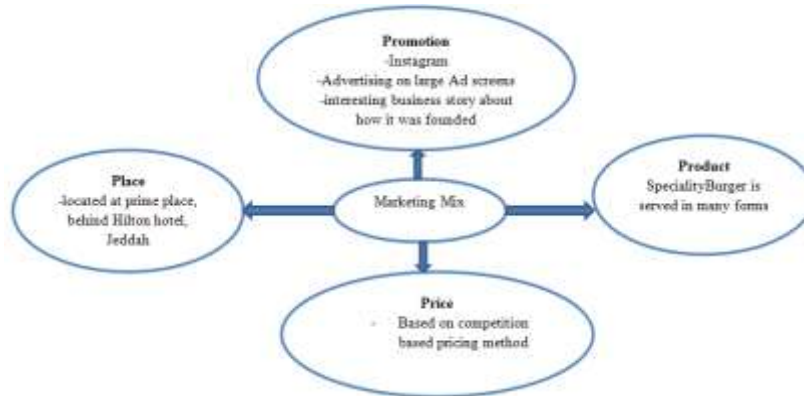 Promotion
-Instagram
-Advertising on large Ad screens
-interesting business story about
how it was founded
Place
-located at prime place,
behind Hilton hotel,
Jeddah
Marketing Mix
Product
SpecialityBurger is
served in many forms
Price
- Based on competition
based pricing method